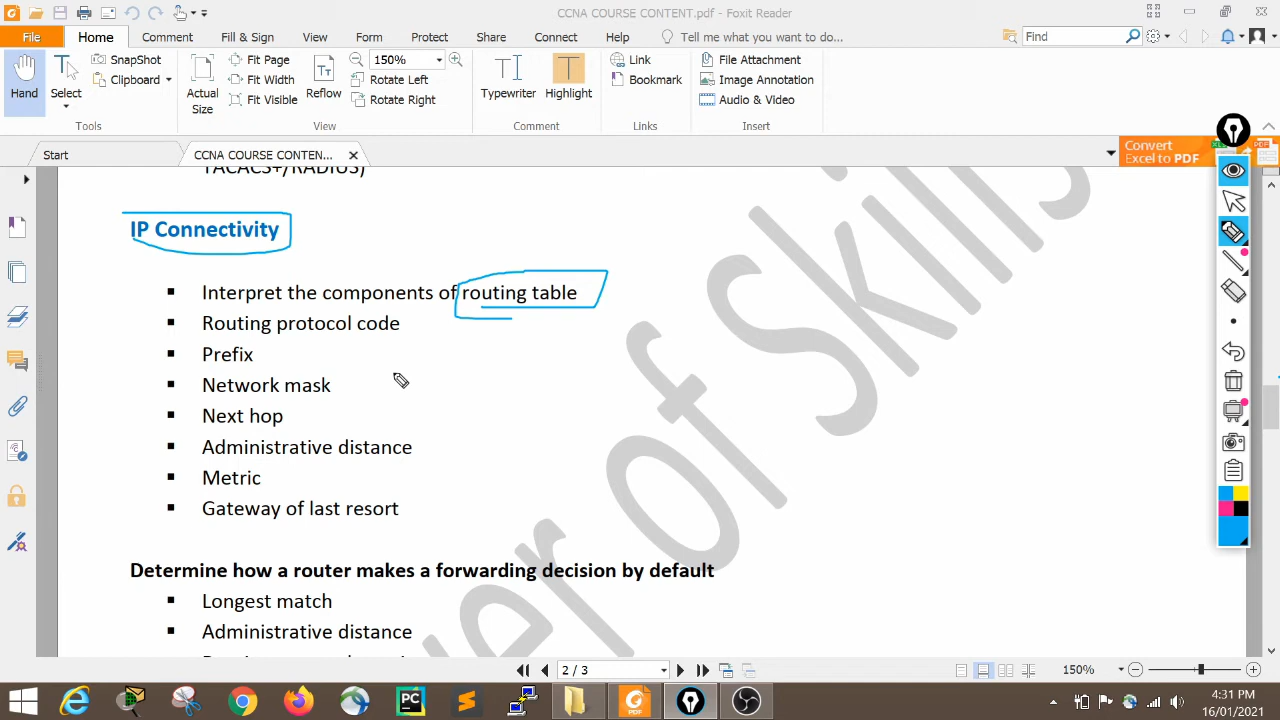 CCNA COURSE CONTENT.pdf - Foxit Reader
File Home Comment Fill & Sign View Form Protect Share Connect Help Tell me what you want to do... Find
Hand
Select
SnapShot
Clipboard
Tools
Actual
Size
Fit Page
Fit Width
Fit Visible
Reflow
150%
Rotate Left
Rotate Right
View
Typewriter
Highlight
Comment
Link
Bookmark
Links
File Attachment
Image Annotation
Audio & Video
Insert
Start
CCNA COURSE CONTEN...
Convert
Excel to PDF
TACACS+/RADIUS)
IP Connectivity
▪ Interpret the components of routing table
▪ Routing protocol code
▪ Prefix
▪ Network mask
▪ Next hop
▪ Administrative distance
▪ Metric
▪ Gateway of last resort
Determine how a router makes a forwarding decision by default
▪ Longest match
▪ Administrative distance
er of Skills
2 / 3
150%
4:31 PM
16/01/2021